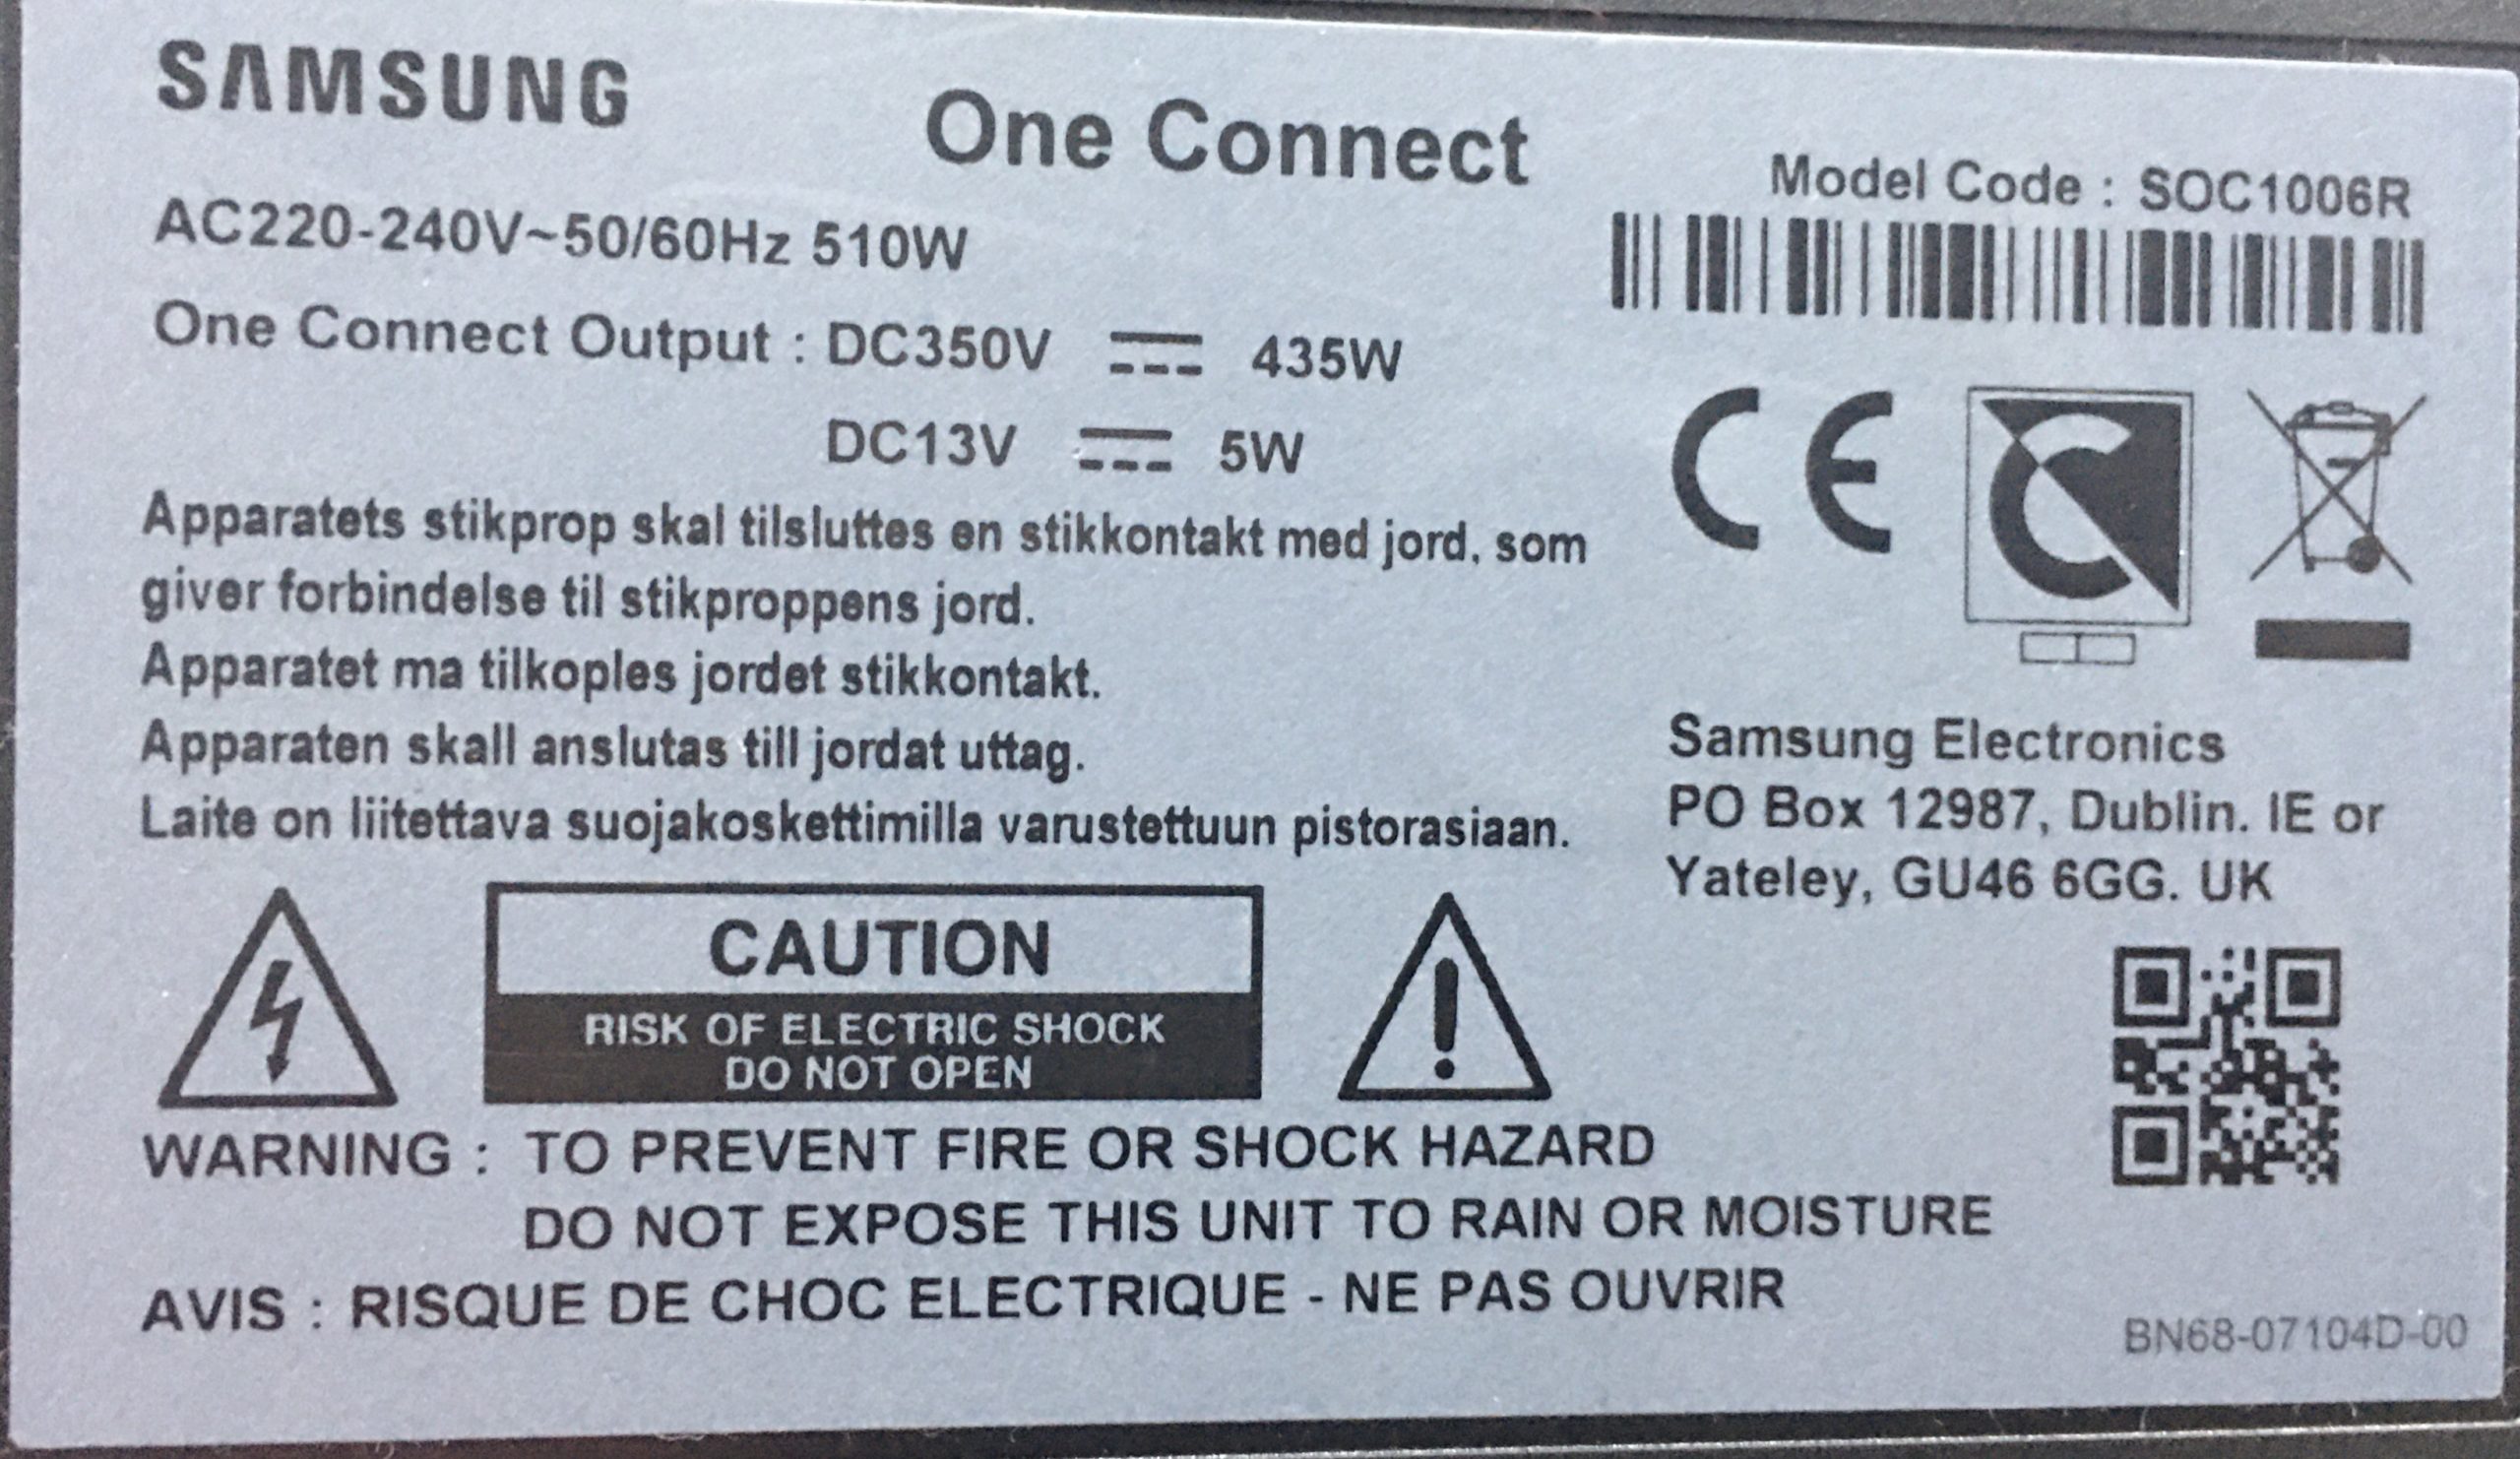 SAMSUNG
One Connect
Model Code : SOC1006R
AC220-240V~50/60Hz 510W
One Connect Output : DC350V ⎓ 435W
DC13V ⎓ 5W
Apparatets stikprop skal tilsluttes en stikkontakt med jord, som
giver forbindelse til stikproppens jord.
Apparatet ma tilkoples jordet stikkontakt.
Apparaten skall anslutas till jordat uttag.
Laite on liitettava suojakoskettimilla varustettuun pistorasiaan.
CE
Samsung Electronics
PO Box 12987, Dublin. IE or
Yateley, GU46 6GG. UK
CAUTION
RISK OF ELECTRIC SHOCK
DO NOT OPEN
WARNING : TO PREVENT FIRE OR SHOCK HAZARD
DO NOT EXPOSE THIS UNIT TO RAIN OR MOISTURE
AVIS : RISQUE DE CHOC ELECTRIQUE - NE PAS OUVRIR
BN68-07104D-00